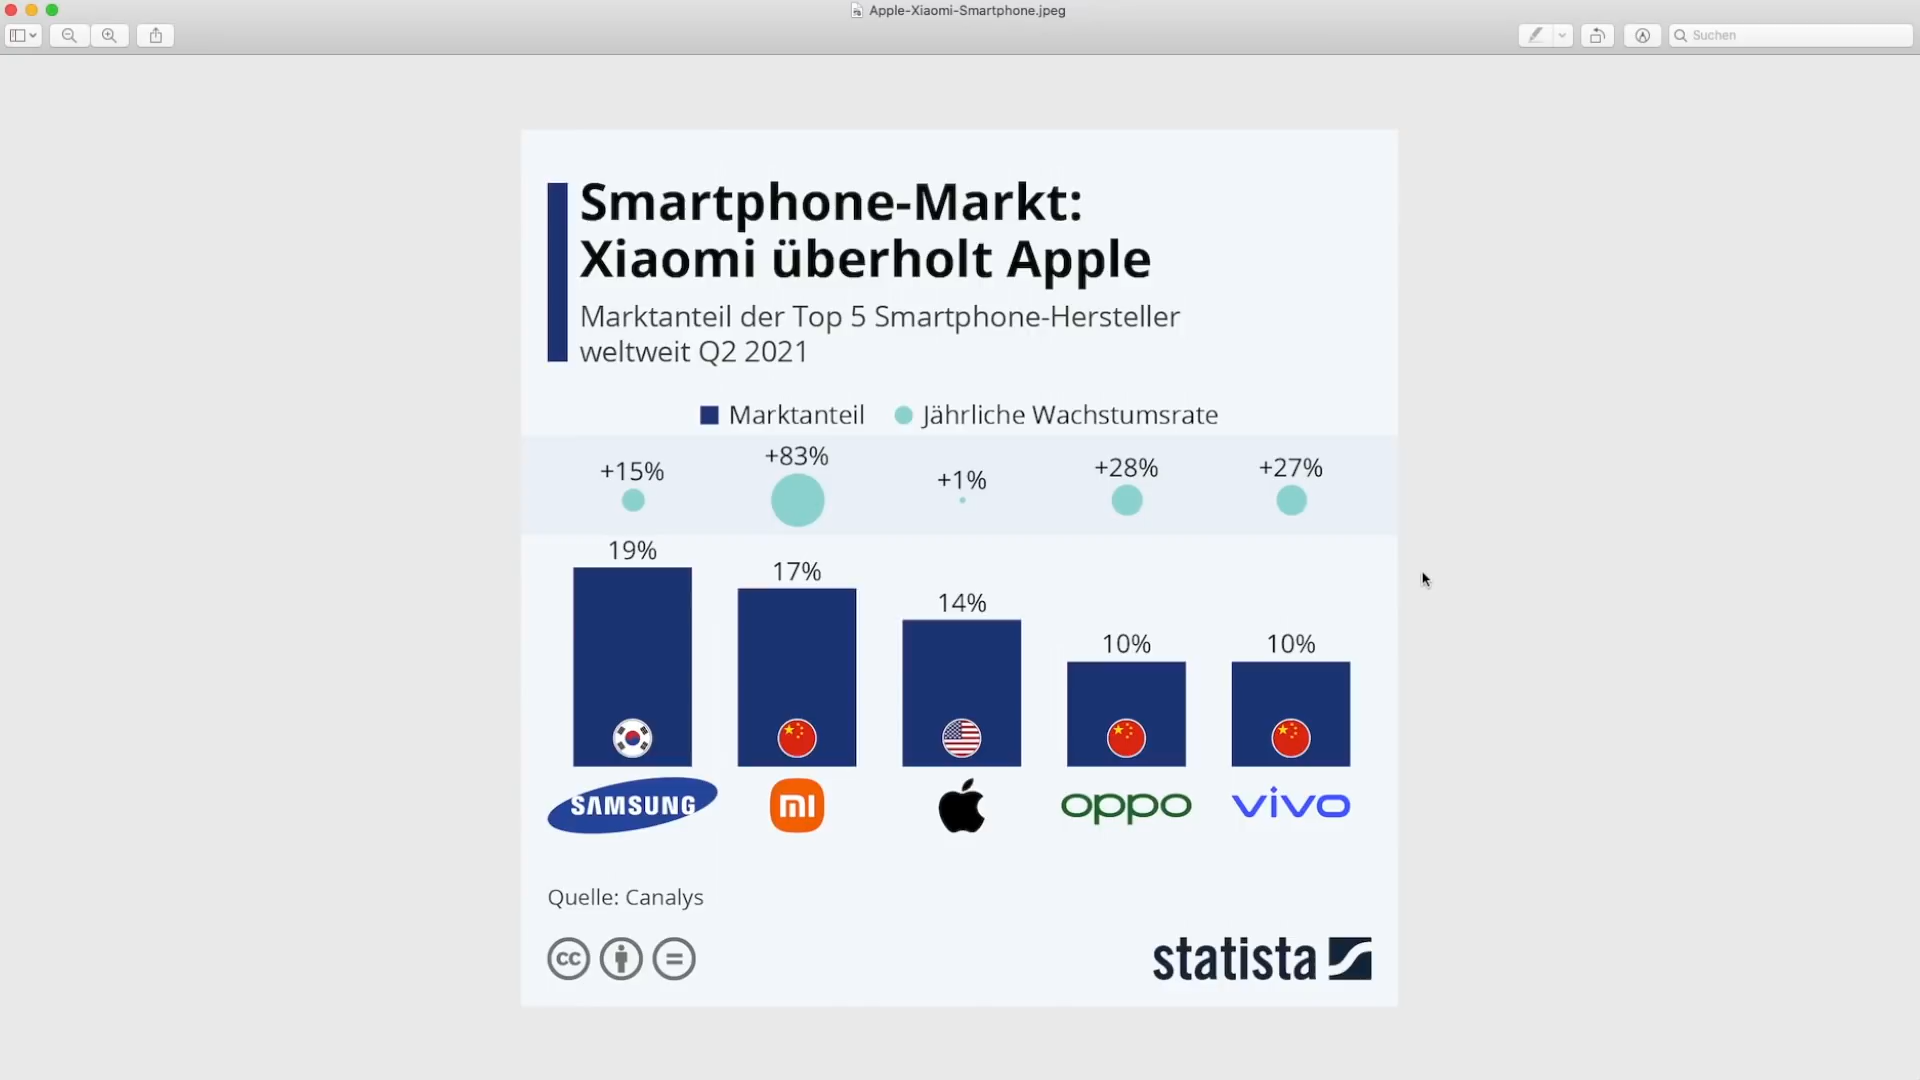 Apple-Xiaomi-Smartphone.jpeg
Suchen
Smartphone-Markt:
Xiaomi überholt Apple
Marktanteil der Top 5 Smartphone-Hersteller
weltweit Q2 2021
Marktanteil Jährliche Wachstumsrate
+15% +83% +1% +28% +27%
19% 17% 14% 10% 10%
SAMSUNG mi oppo vivo
Quelle: Canalys
cc
statista